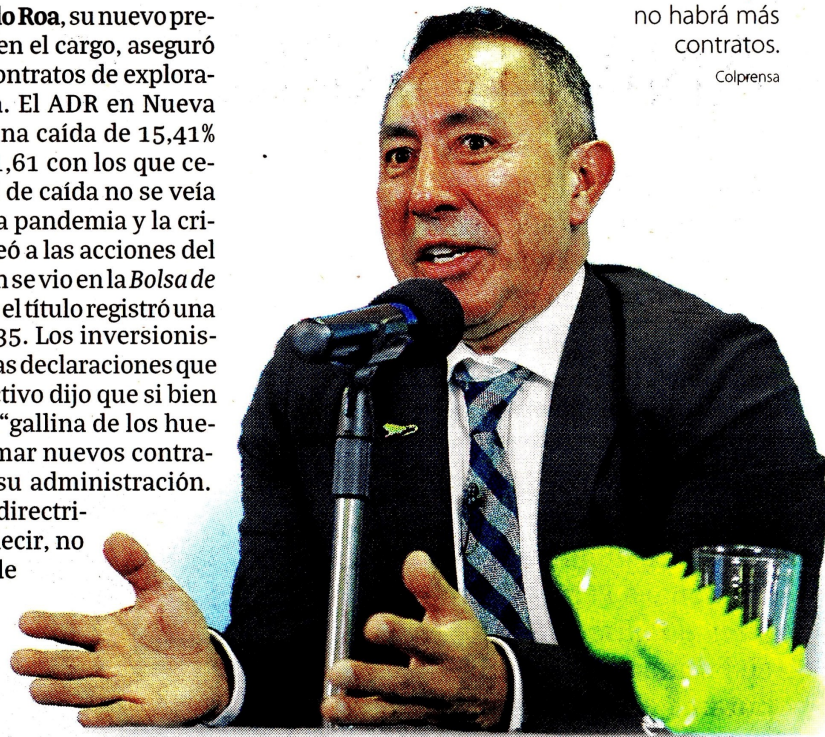 lo Roa, su nuevo pre-
en el cargo, aseguró
ontratos de explora-
. El ADR en Nueva
na caída de 15,41%
,61 con los que ce-
de caída no se veía
a pandemia y la cri-
eó a las acciones del
n se vio en la Bolsa de
el título registró una
35. Los inversionis-
as declaraciones que
tivo dijo que si bien
“gallina de los hue-
mar nuevos contra-
su administración.
directri-
ecir, no
le
no habrá más
contratos.
Colprensa